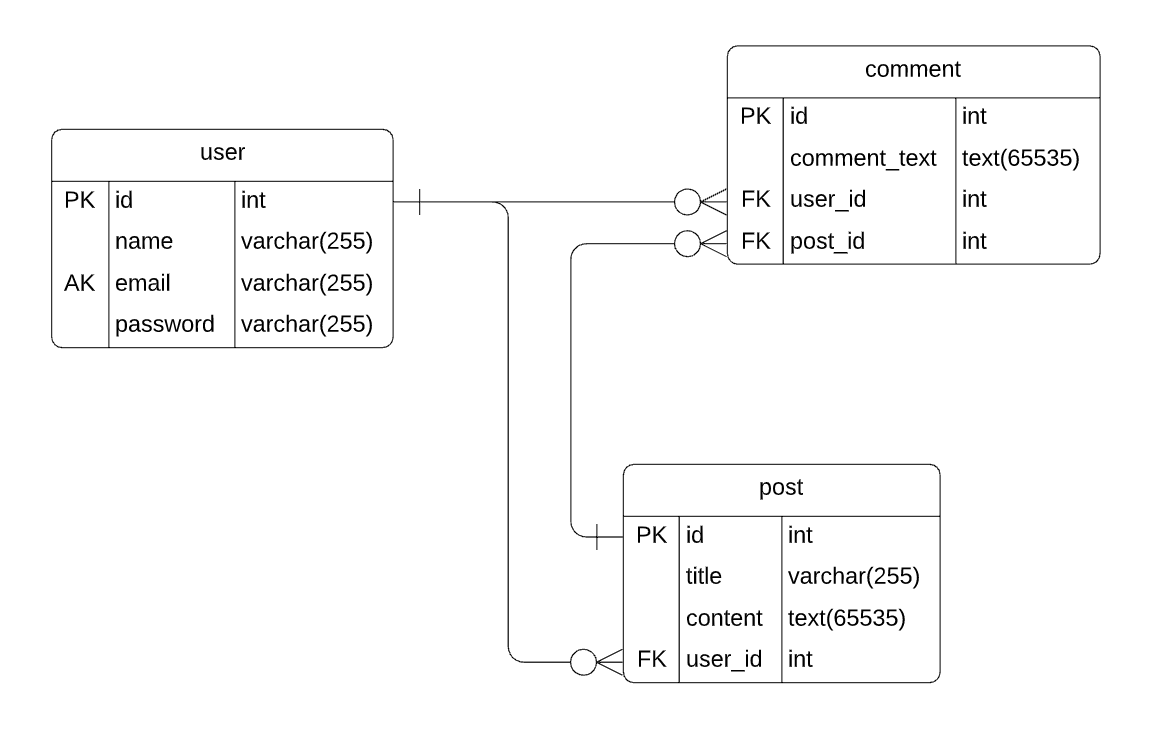 user
PK id int
name varchar(255)
AK email varchar(255)
password varchar(255)
comment
PK id int
comment_text text(65535)
FK user_id int
FK post_id int
post
PK id int
title varchar(255)
content text(65535)
FK user_id int